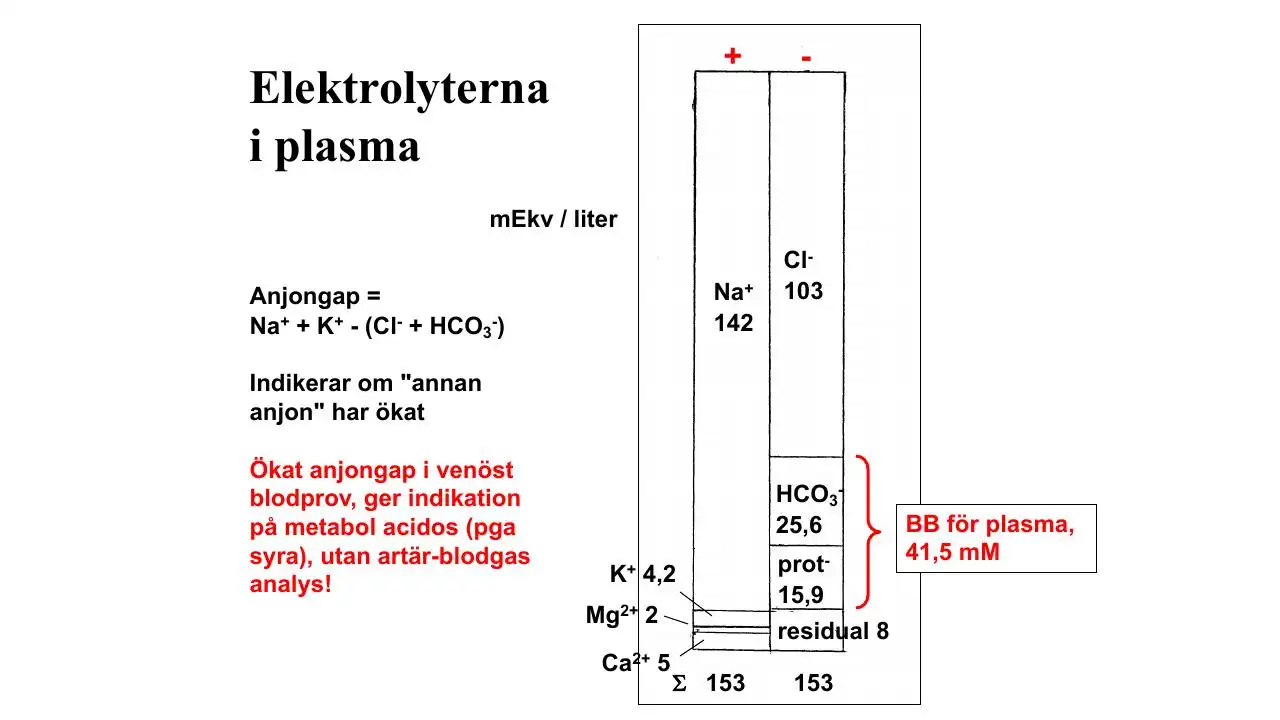 Elektrolyterna
i plasma
mEkv / liter
Anjongap =
Na⁺ + K⁺ - (Cl⁻ + HCO₃⁻)
Indikerar om "annan
anjon" har ökat
Ökat anjongap i venöst
blodprov, ger indikation
på metabol acidos (pga
syra), utan artär-blodgas
analys!
+ -
Na⁺
142
Cl⁻
103
HCO₃⁻
25,6
prot⁻
15,9
residual 8
K⁺ 4,2
Mg²⁺ 2
Ca²⁺ 5
Σ 153 153
BB för plasma,
41,5 mM